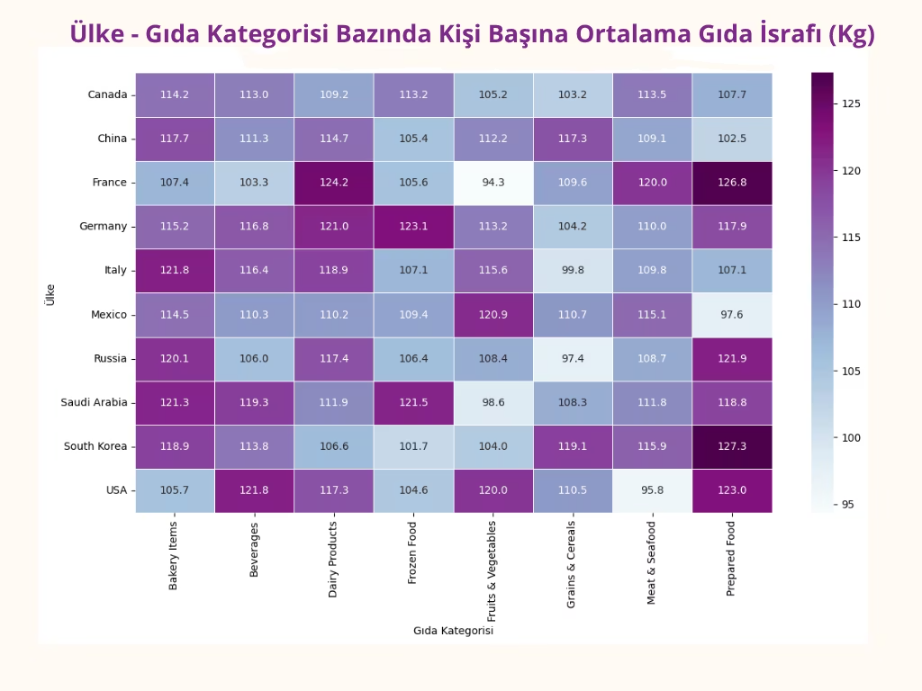 Ülke - Gıda Kategorisi Bazında Kişi Başına Ortalama Gıda İsrafı (Kg)
Canada 114.2 113.0 109.2 113.2 105.2 103.2 113.5 107.7
China 117.7 111.3 114.7 105.4 112.2 117.3 109.1 102.5
France 107.4 103.3 124.2 105.6 94.3 109.6 120.0 126.8
Germany 115.2 116.8 121.0 123.1 113.2 104.2 110.0 117.9
Italy 121.8 116.4 118.9 107.1 115.6 99.8 109.8 107.1
Mexico 114.5 110.3 110.2 109.4 120.9 110.7 115.1 97.6
Russia 120.1 106.0 117.4 106.4 108.4 97.4 108.7 121.9
Saudi Arabia 121.3 119.3 111.9 121.5 98.6 108.3 111.8 118.8
South Korea 118.9 113.8 106.6 101.7 104.0 119.1 115.9 127.3
USA 105.7 121.8 117.3 104.6 120.0 110.5 95.8 123.0
Ülke
Bakery Items
Beverages
Dairy Products
Frozen Food
Fruits & Vegetables
Grains & Cereals
Meat & Seafood
Prepared Food
Gıda Kategorisi
125
120
115
110
105
100
95